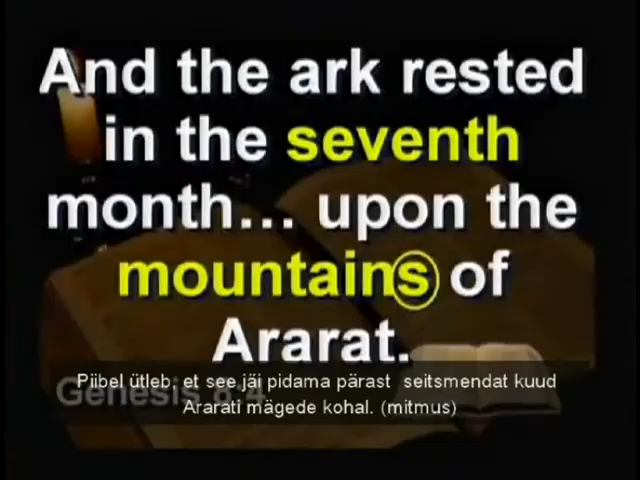 And the ark rested
in the seventh
month... upon the
mountains of
Ararat.
Genesis 8:4
Piibel ütleb, et see jäi pidama pärast seitsmendat kuud
Ararati mägede kohal. (mitmus)